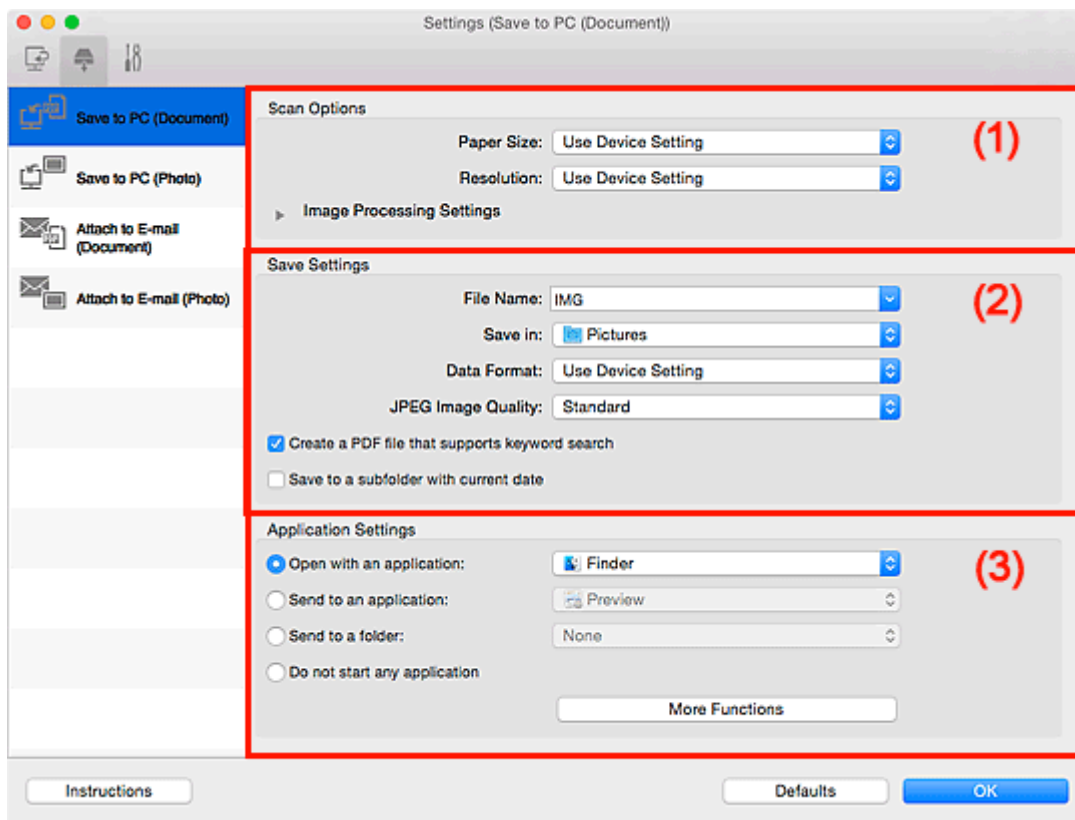 Settings (Save to PC (Document))
Save to PC (Document)
Save to PC (Photo)
Attach to E-mail
(Document)
Attach to E-mail (Photo)
Scan Options
(1)
Paper Size: Use Device Setting
Resolution: Use Device Setting
Image Processing Settings
Save Settings
(2)
File Name: IMG
Save in: Pictures
Data Format: Use Device Setting
JPEG Image Quality: Standard
Create a PDF file that supports keyword search
Save to a subfolder with current date
Application Settings
(3)
Open with an application: Finder
Send to an application: Preview
Send to a folder: None
Do not start any application
More Functions
Instructions
Defaults
OK